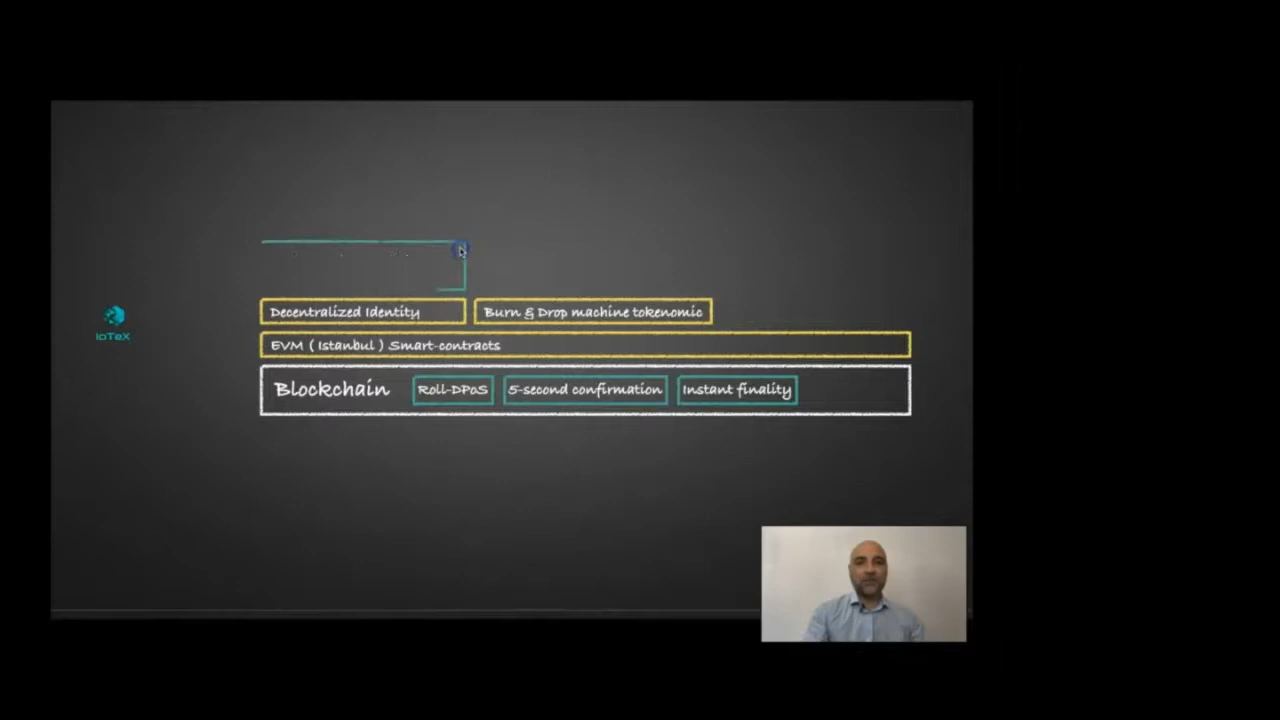 Decentralized Identity
Burn & Drop machine tokenomic
IoTeX
EVM ( Istanbul ) Smart-contracts
Blockchain
Roll-DPoS
5-second confirmation
Instant finality